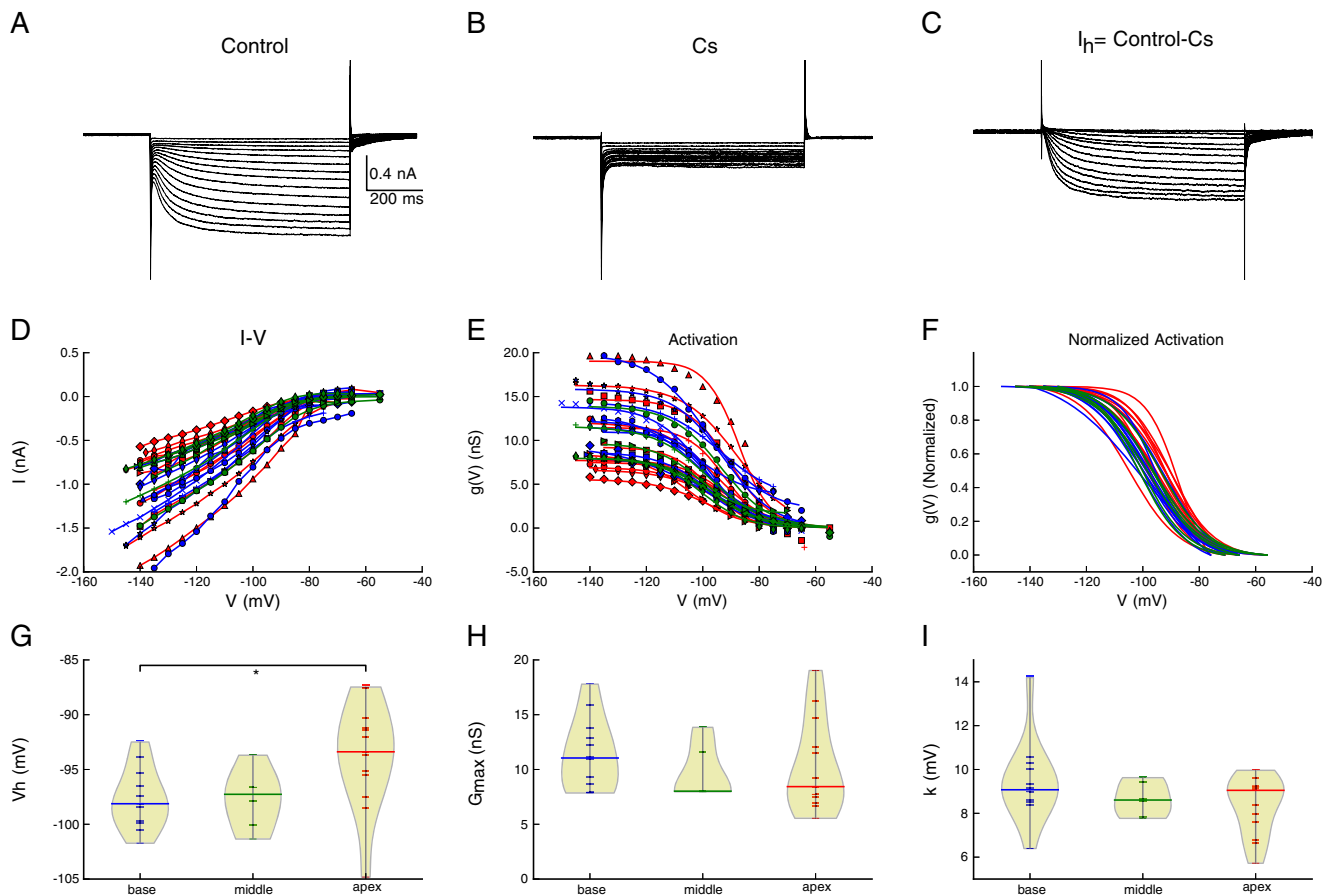 A
Control
0.4 nA
200 ms
B
Cs
C
Ih= Control-Cs
D
I-V
I (nA)
0.5
0.0
-0.5
-1.0
-1.5
-2.0
-160
-140
-120
-100
-80
-60
-40
V (mV)
E
Activation
g(V) (nS)
20.0
15.0
10.0
5.0
0.0
-5.0
-160
-140
-120
-100
-80
-60
-40
V (mV)
F
Normalized Activation
g(V) (Normalized)
1.0
0.8
0.6
0.4
0.2
0.0
-160
-140
-120
-100
-80
-60
-40
V (mV)
G
Vh (mV)
-85
-90
-95
-100
-105
*
base
middle
apex
H
Gmax (nS)
20
15
10
5
0
base
middle
apex
I
k (mV)
14
12
10
8
6
base
middle
apex